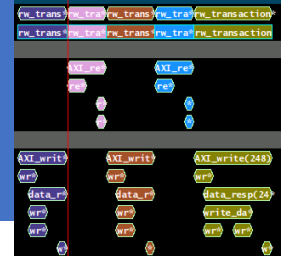 rw_trans* rw_tra* rw_trans* rw_tra* rw_transaction*
rw_trans* rw_tra* rw_trans* rw_tra* rw_transaction
AXI_re* AXI_re*
re* re*
AXI_writ* AXI_writ* AXI_write(248)
wr* wr* wr*
data_r* data_r* data_resp(24*
wr* wr* write_da*
wr* wr* wr* wr*